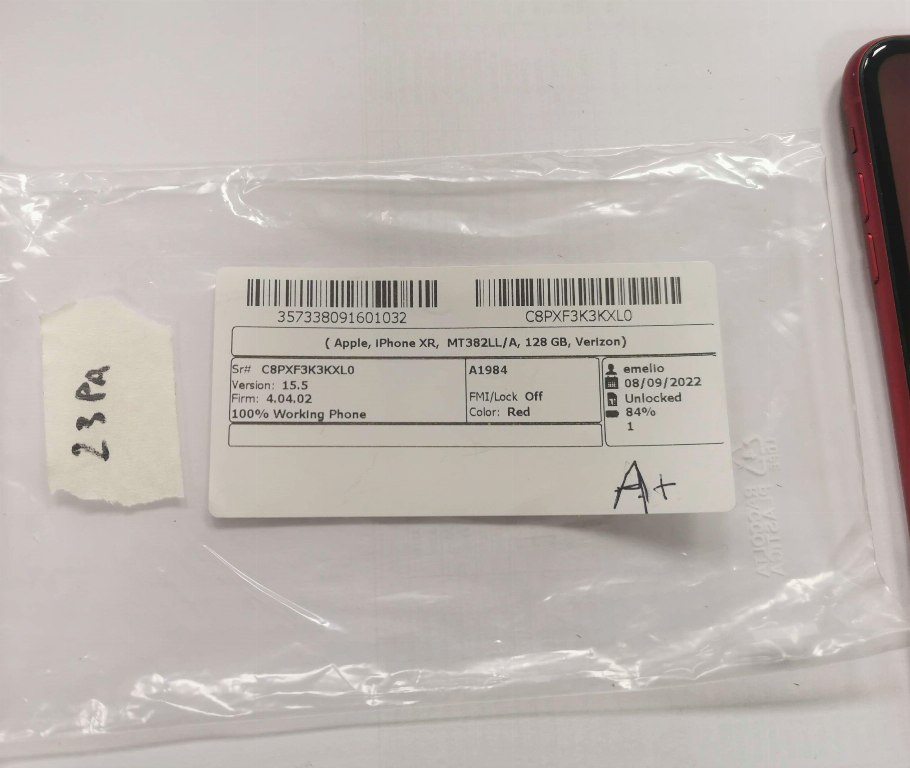 357338091601032
C8PXF3K3KXL0
( Apple, iPhone XR, MT382LL/A, 128 GB, Verizon)
Sr# C8PXF3K3KXL0
Version: 15.5
Firm: 4.04.02
100% Working Phone
A1984
FMI/Lock Off
Color: Red
emelio
08/09/2022
Unlocked
84%
1
A+
23PA